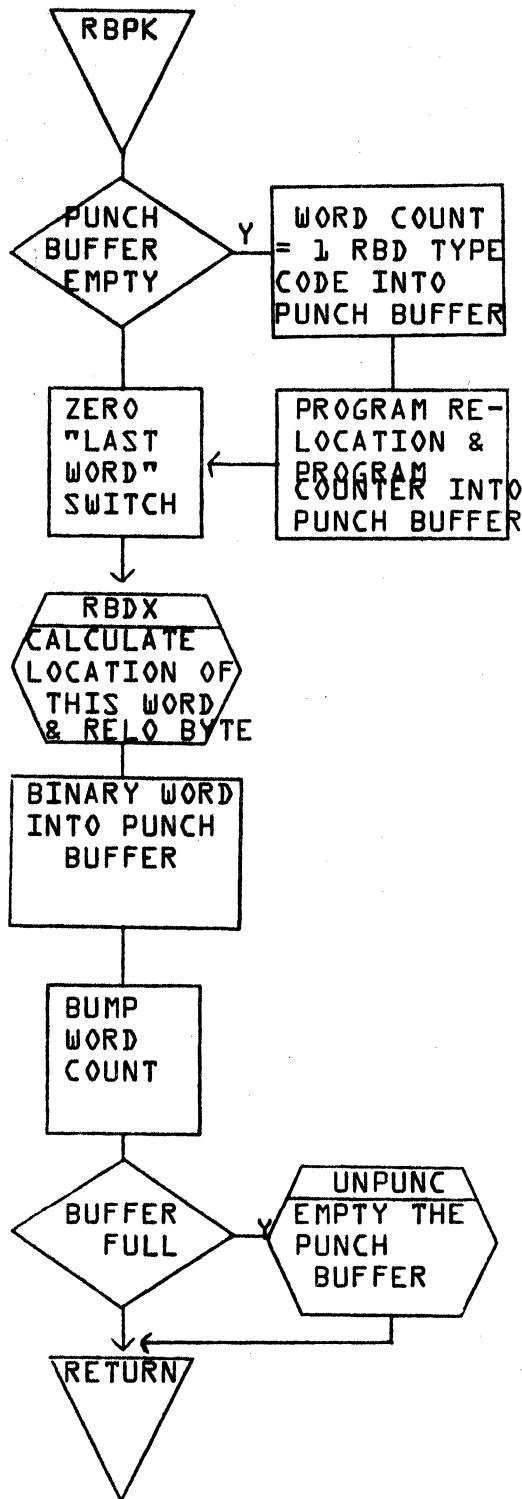 RBPK
PUNCH
BUFFER
EMPTY
Y
WORD COUNT
= 1 RBD TYPE
CODE INTO
PUNCH BUFFER
PROGRAM RE-
LOCATION &
PROGRAM
COUNTER INTO
PUNCH BUFFER
ZERO
"LAST
WORD"
SWITCH
RBDX
CALCULATE
LOCATION OF
THIS WORD
& RELO BYTE
BINARY WORD
INTO PUNCH
BUFFER
BUMP
WORD
COUNT
BUFFER
FULL
Y
UNPUNC
EMPTY THE
PUNCH
BUFFER
RETURN